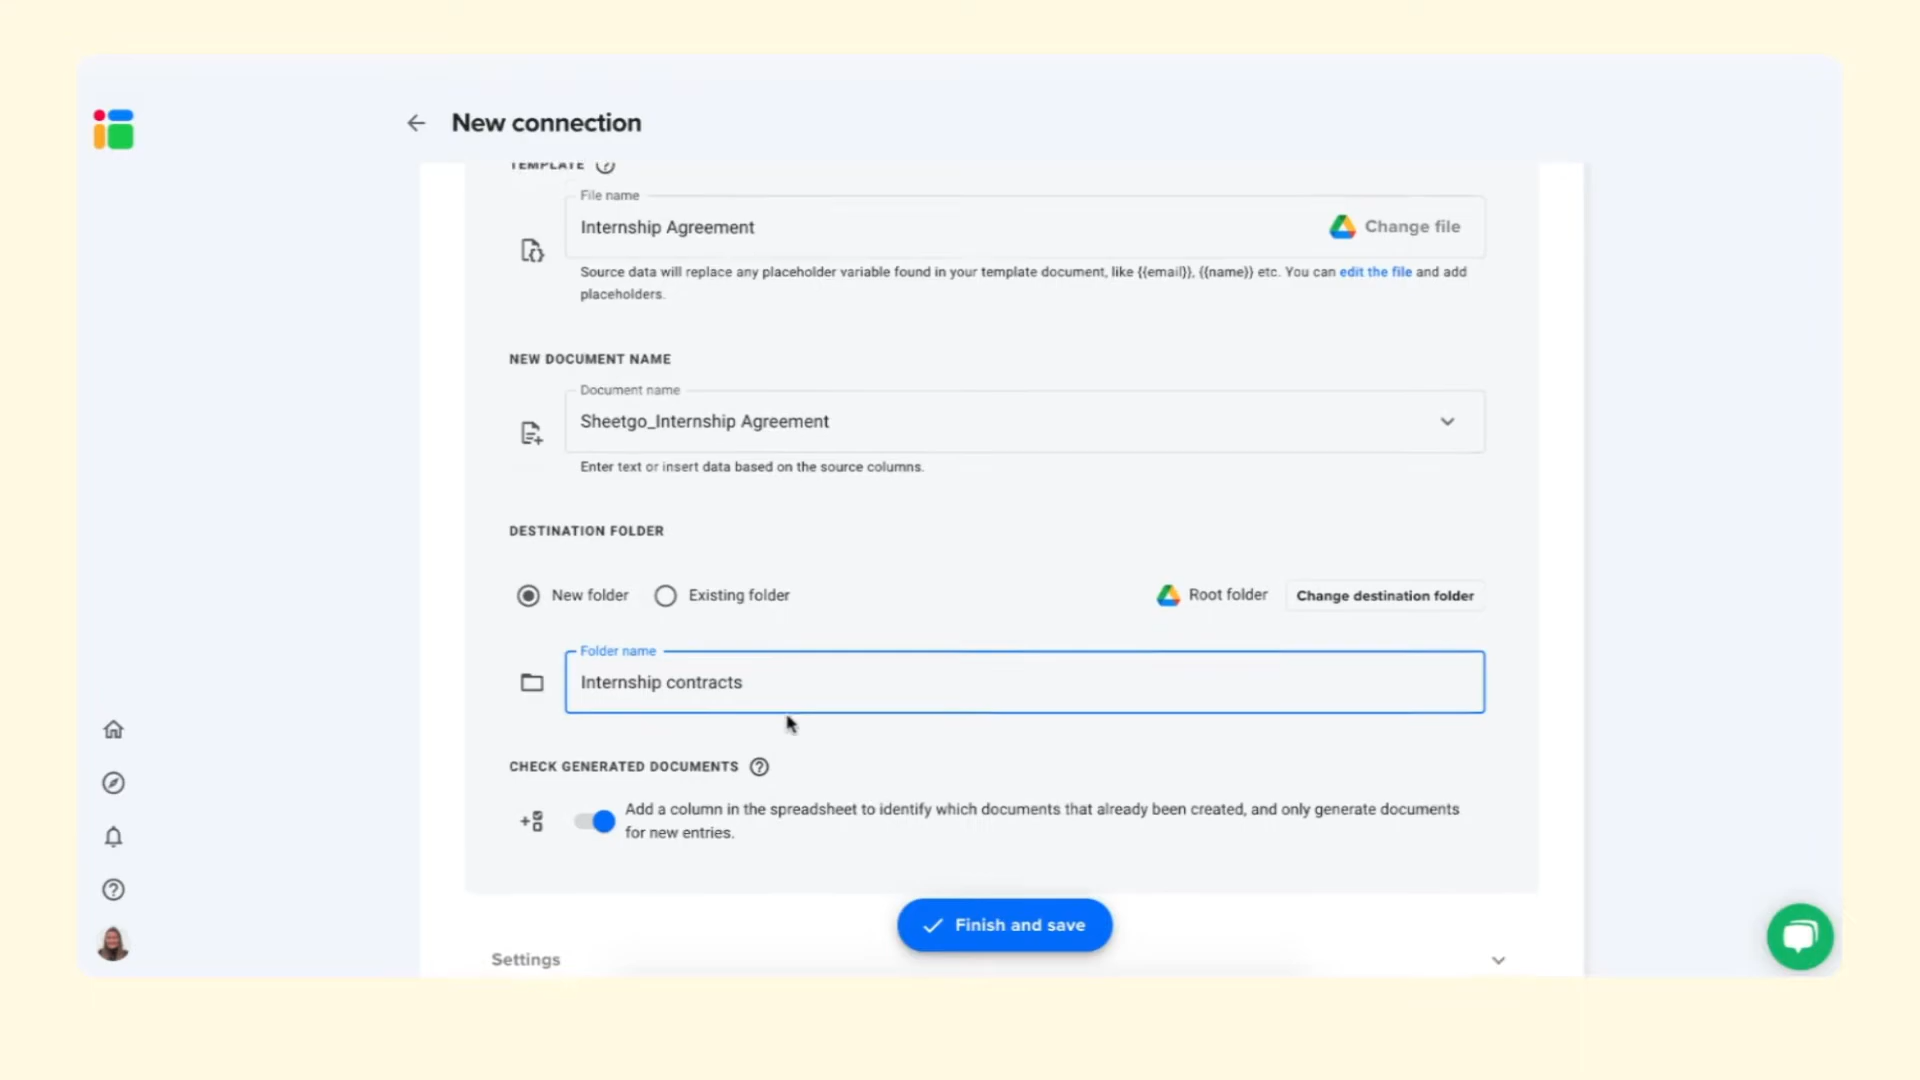 New connection
TEMPLATE
File name
Internship Agreement
Change file
Source data will replace any placeholder variable found in your template document, like {{email}}, {{name}} etc. You can edit the file and add
placeholders.
NEW DOCUMENT NAME
Document name
Sheetgo_Internship Agreement
Enter text or insert data based on the source columns.
DESTINATION FOLDER
New folder
Existing folder
Root folder
Change destination folder
Folder name
Internship contracts
CHECK GENERATED DOCUMENTS
Add a column in the spreadsheet to identify which documents that already been created, and only generate documents
for new entries.
Finish and save
Settings